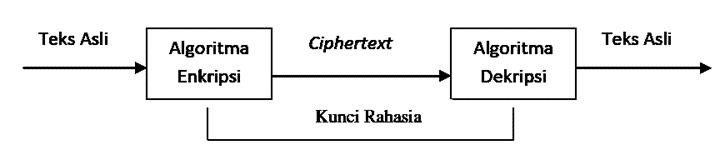 Teks Asli
Algoritma
Enkripsi
Ciphertext
Algoritma
Dekripsi
Teks Asli
Kunci Rahasia